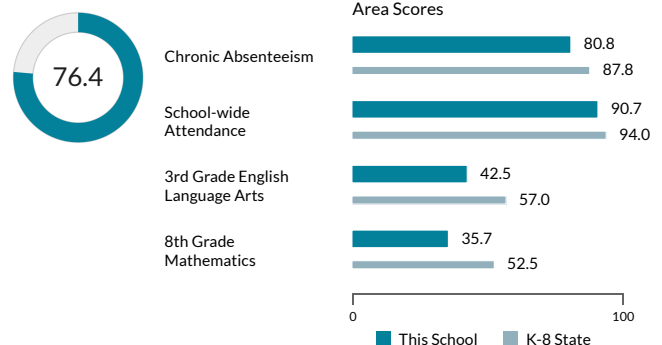 Area Scores
76.4
Chronic Absenteeism
80.8
87.8
School-wide
Attendance
90.7
94.0
3rd Grade English
Language Arts
42.5
57.0
8th Grade
Mathematics
35.7
52.5
0 100
This School K-8 State